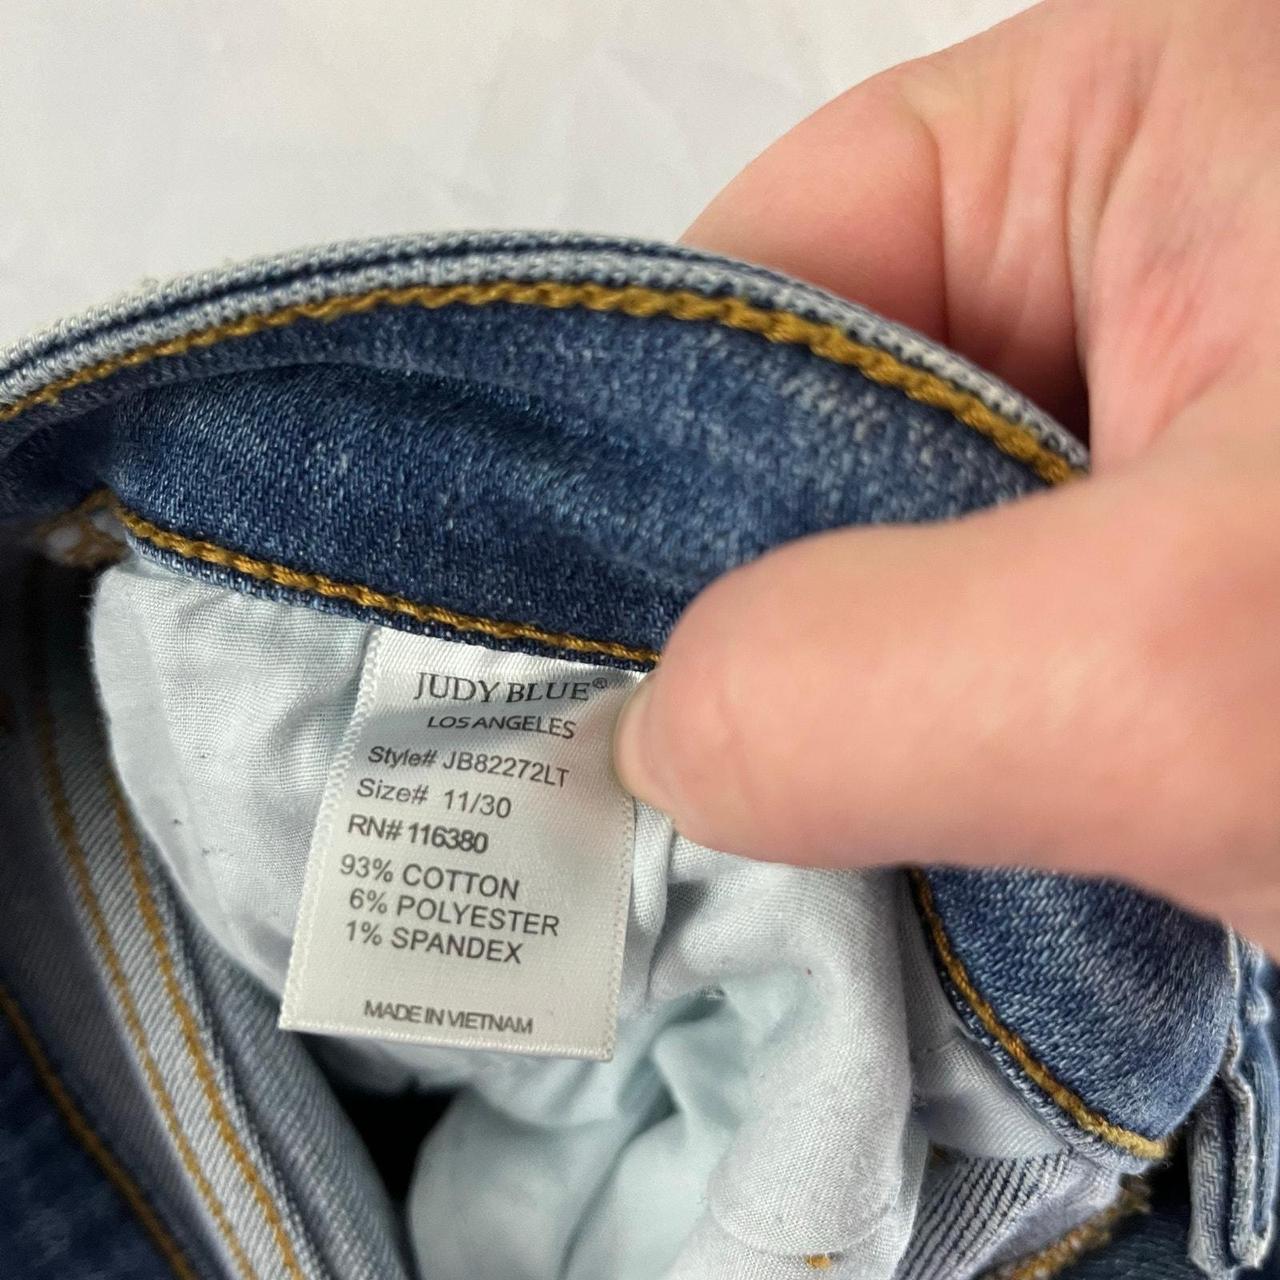 JUDY BLUE®
LOS ANGELES
Style# JB82272LT
Size# 11/30
RN# 116380
93% COTTON
6% POLYESTER
1% SPANDEX
MADE IN VIETNAM